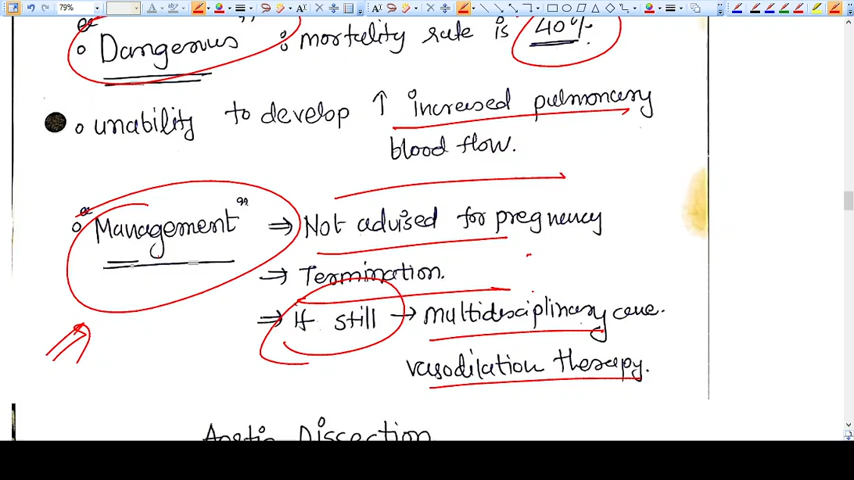 79%
Dangerous : mortality rate is 40%.
unability to develop ↑ increased pulmonary
blood flow.
"Management" ⇒ Not advised for pregnancy
→ Termination.
⇒ If still → multidisciplinary care.
vasodilation therapy.
Aortic Dissection